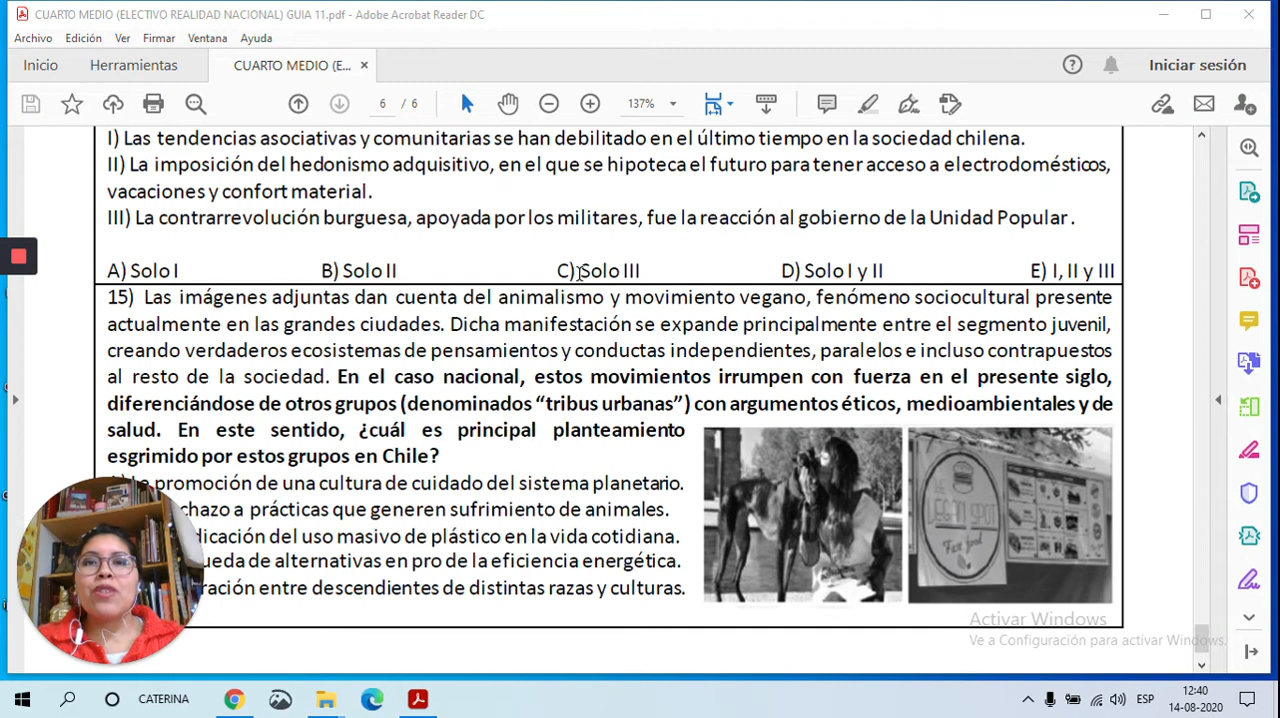 CUARTO MEDIO (ELECTIVO REALIDAD NACIONAL) GUIA 11.pdf - Adobe Acrobat Reader DC
Archivo Edición Ver Firmar Ventana Ayuda
Inicio Herramientas CUARTO MEDIO (E... × Iniciar sesión
6 / 6 137%
I) Las tendencias asociativas y comunitarias se han debilitado en el último tiempo en la sociedad chilena.
II) La imposición del hedonismo adquisitivo, en el que se hipoteca el futuro para tener acceso a electrodomésticos,
vacaciones y confort material.
III) La contrarrevolución burguesa, apoyada por los militares, fue la reacción al gobierno de la Unidad Popular .
A) Solo I B) Solo II C) Solo III D) Solo I y II E) I, II y III
15) Las imágenes adjuntas dan cuenta del animalismo y movimiento vegano, fenómeno sociocultural presente
actualmente en las grandes ciudades. Dicha manifestación se expande principalmente entre el segmento juvenil,
creando verdaderos ecosistemas de pensamientos y conductas independientes, paralelos e incluso contrapuestos
al resto de la sociedad. En el caso nacional, estos movimientos irrumpen con fuerza en el presente siglo,
diferenciándose de otros grupos (denominados “tribus urbanas”) con argumentos éticos, medioambientales y de
salud. En este sentido, ¿cuál es principal planteamiento
esgrimido por estos grupos en Chile?
promoción de una cultura de cuidado del sistema planetario.
chazo a prácticas que generen sufrimiento de animales.
dicación del uso masivo de plástico en la vida cotidiana.
ueda de alternativas en pro de la eficiencia energética.
ración entre descendientes de distintas razas y culturas.
Activar Windows
Ve a Configuración para activar Windows.
CATERINA ESP 12:40
14-08-2020